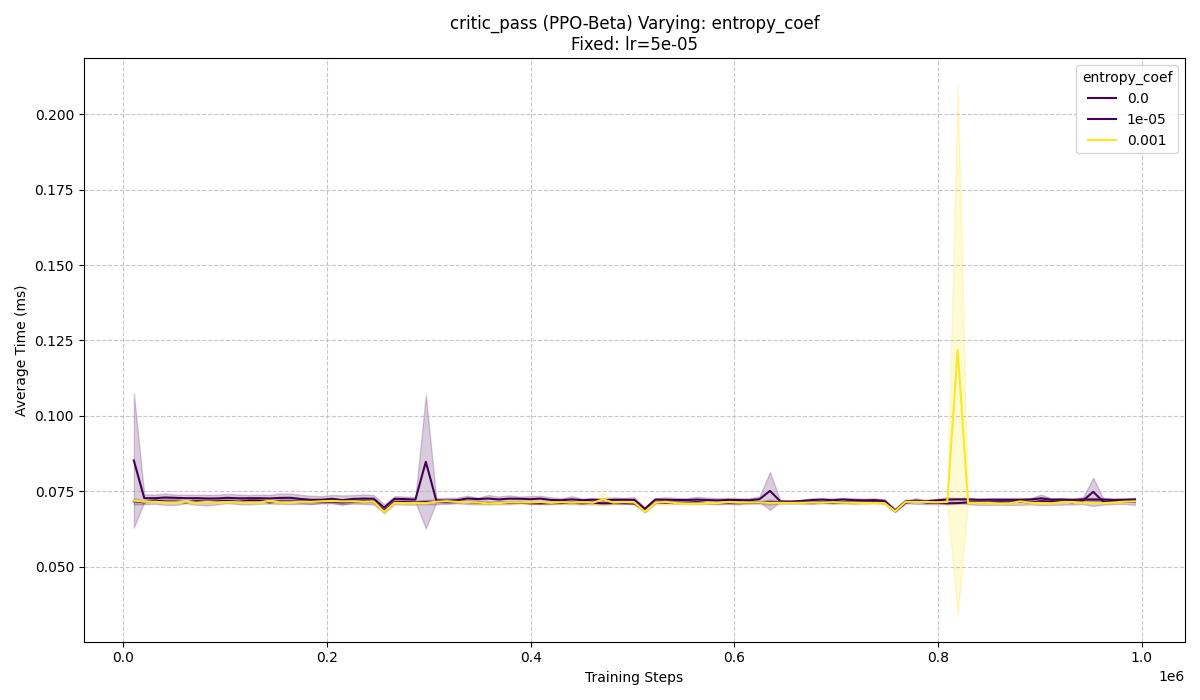 critic_pass (PPO-Beta) Varying: entropy_coef
Fixed: lr=5e-05
entropy_coef
0.0
1e-05
0.001
Average Time (ms)
0.200
0.175
0.150
0.125
0.100
0.075
0.050
0.0
0.2
0.4
0.6
0.8
1.0
1e6
Training Steps